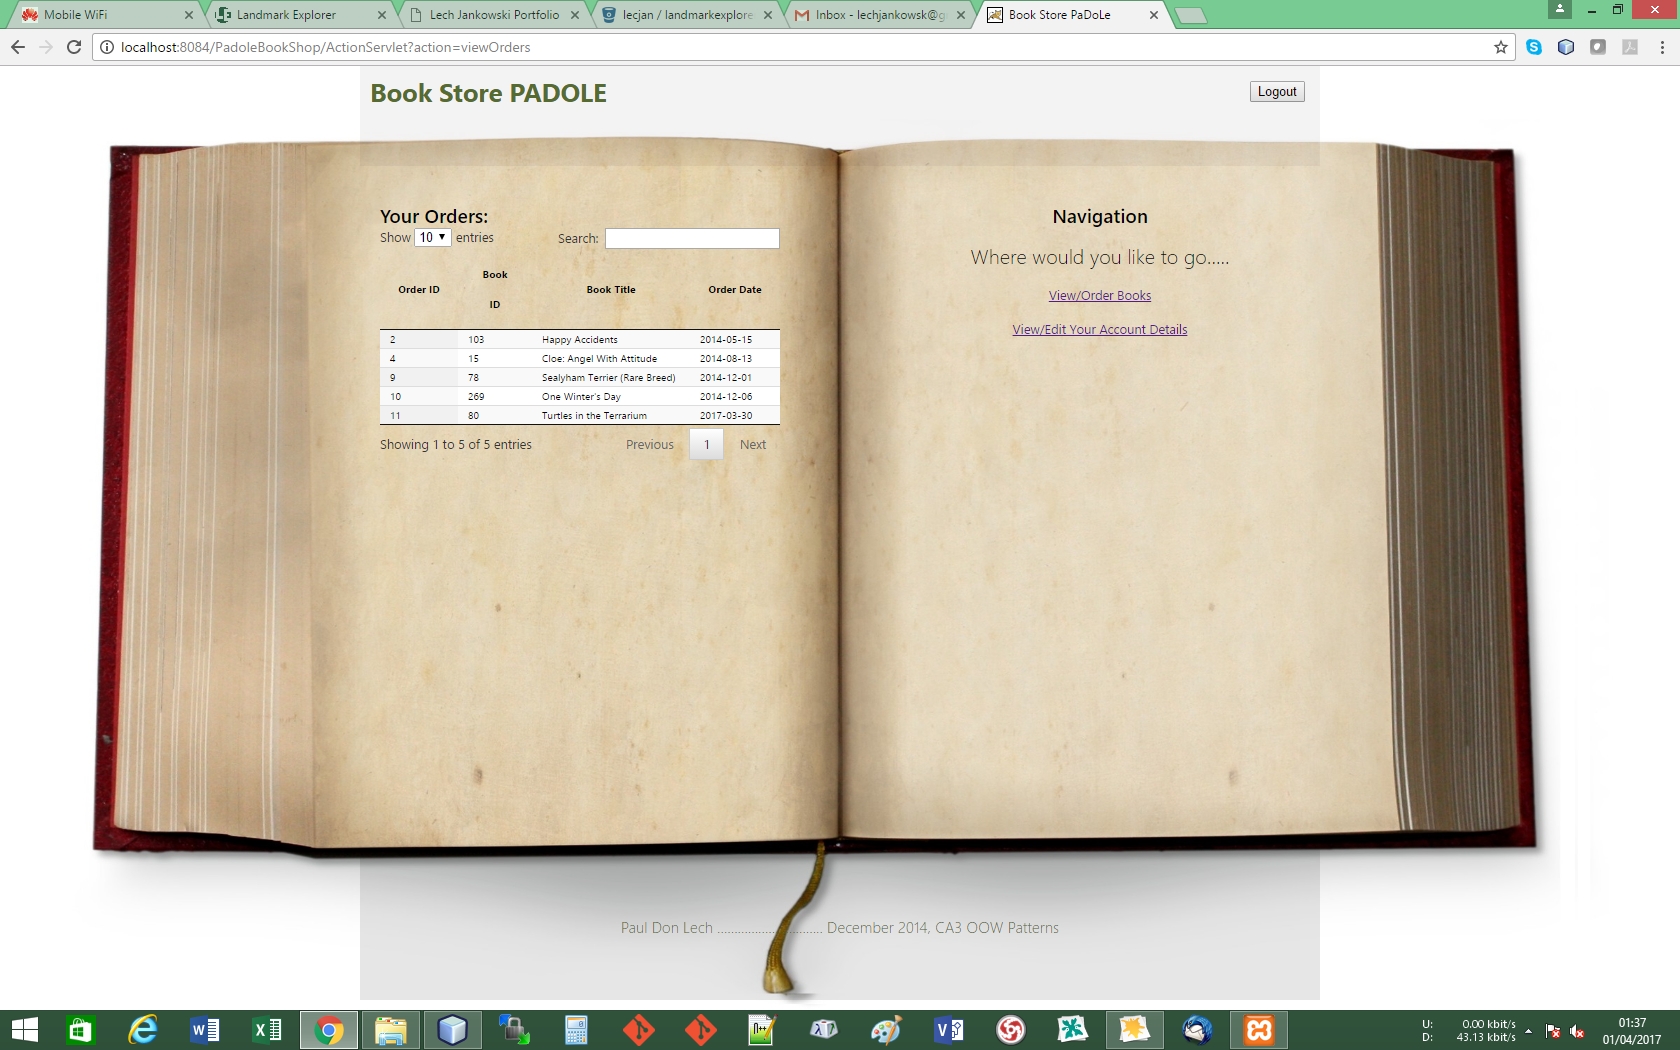 Mobile WiFi
Landmark Explorer
Lech Jankowski Portfolio
lecjan / landmarkexplore
Inbox - lechjankowsk@g
Book Store PaDoLe
localhost:8084/PadoleBookShop/ActionServlet?action=viewOrders
Book Store PADOLE
Logout
Your Orders:
Show 10 entries
Search:
Order ID Book ID Book Title Order Date
2 103 Happy Accidents 2014-05-15
4 15 Cloe: Angel With Attitude 2014-08-13
9 78 Sealyham Terrier (Rare Breed) 2014-12-01
10 269 One Winter's Day 2014-12-06
11 80 Turtles in the Terrarium 2017-03-30
Showing 1 to 5 of 5 entries
Previous 1 Next
Navigation
Where would you like to go.....
View/Order Books
View/Edit Your Account Details
Paul Don Lech .............................. December 2014, CA3 OOW Patterns
U: 0.00 kbit/s
D: 43.13 kbit/s
01:37
01/04/2017